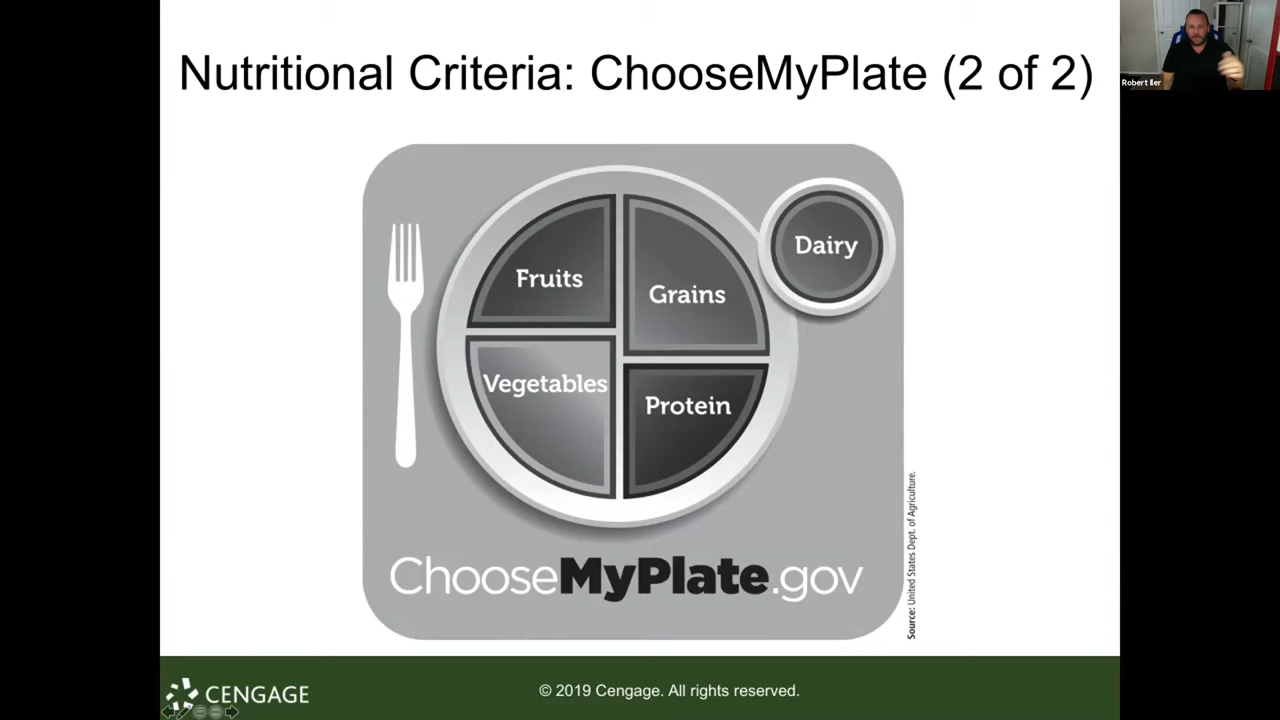 Nutritional Criteria: ChooseMyPlate (2 of 2)
Robert Iler
Fruits
Grains
Dairy
Vegetables
Protein
ChooseMyPlate.gov
Source: United States Dept. of Agriculture.
CENGAGE
© 2019 Cengage. All rights reserved.